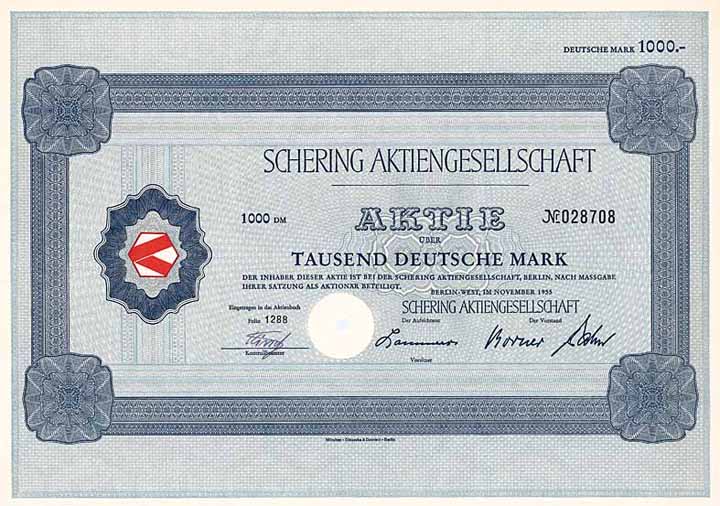 DEUTSCHE MARK 1000.-
SCHERING AKTIENGESELLSCHAFT
1000 DM AKTIE № 028708
ÜBER
TAUSEND DEUTSCHE MARK
DER INHABER DIESER AKTIE IST BEI DER SCHERING AKTIENGESELLSCHAFT, BERLIN, NACH MASSGABE
IHRER SATZUNG ALS AKTIONÄR BETEILIGT.
BERLIN-WEST, IM NOVEMBER 1955
Eingetragen in das Aktienbuch SCHERING AKTIENGESELLSCHAFT
Folio 1288 Der Aufsichtsrat Der Vorstand
Kontrollbeamter
Vorsitzer